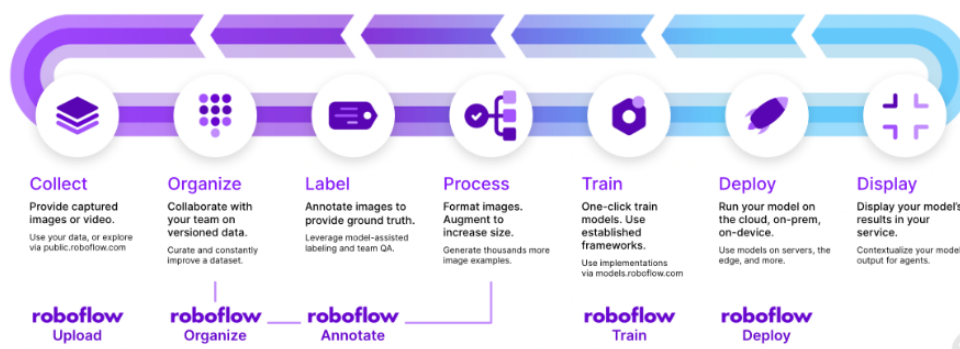 Collect
Provide captured
images or video.
Use your data, or explore
via public.roboflow.com
Organize
Collaborate with
your team on
versioned data.
Curate and constantly
improve a dataset.
Label
Annotate images to
provide ground truth.
Leverage model-assisted
labeling and team QA.
Process
Format images.
Augment to
increase size.
Generate thousands more
image examples.
Train
One-click train
models. Use
established
frameworks.
Use implementations
via models.roboflow.com
Deploy
Run your model on
the cloud, on-prem,
on-device.
Use models on servers, the
edge, and more.
Display
Display your model's
results in your
service.
Contextualize your model
output for agents.
roboflow
Upload
roboflow
Organize
roboflow
Annotate
roboflow
Train
roboflow
Deploy